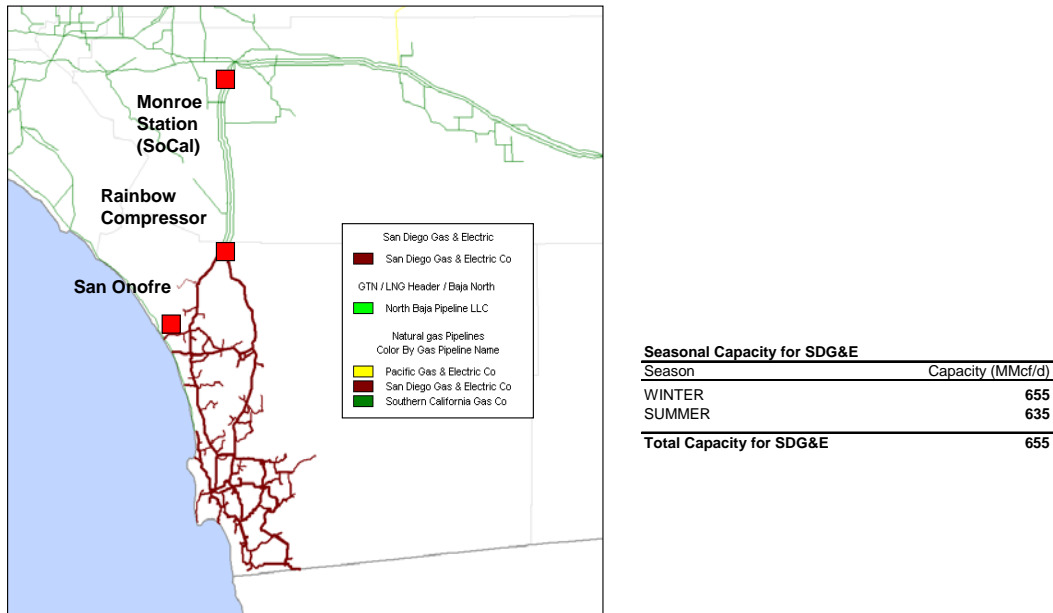 Monroe
Station
(SoCal)
Rainbow
Compressor
San Onofre
San Diego Gas & Electric
San Diego Gas & Electric Co
GTN / LNG Header / Baja North
North Baja Pipeline LLC
Natural gas Pipelines
Color By Gas Pipeline Name
Pacific Gas & Electric Co
San Diego Gas & Electric Co
Southern California Gas Co
Seasonal Capacity for SDG&E
Season Capacity (MMcf/d)
WINTER 655
SUMMER 635
Total Capacity for SDG&E 655